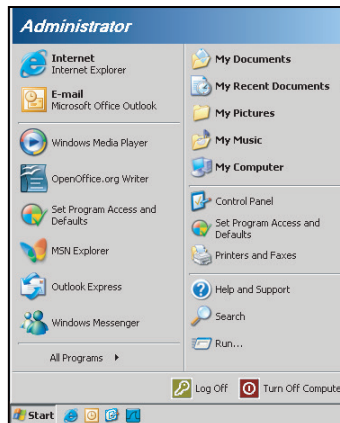 Administrator
Internet
Internet Explorer
E-mail
Microsoft Office Outlook
Windows Media Player
OpenOffice.org Writer
Set Program Access and
Defaults
MSN Explorer
Outlook Express
Windows Messenger
All Programs
My Documents
My Recent Documents
My Pictures
My Music
My Computer
Control Panel
Set Program Access and
Defaults
Printers and Faxes
Help and Support
Search
Run...
Log Off
Turn Off Compute
Start